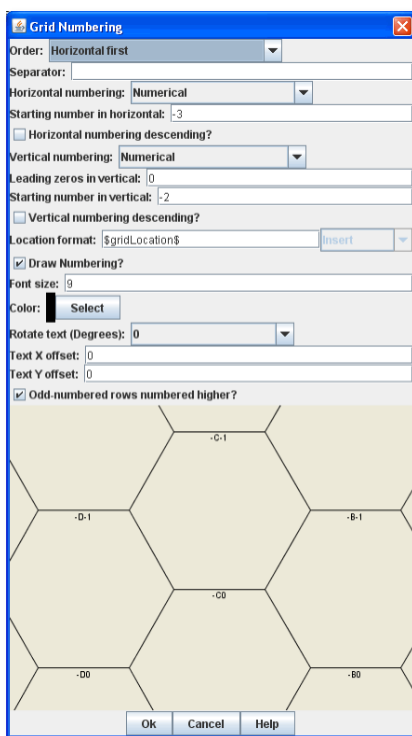 Grid Numbering
Order: Horizontal first
Separator:
Horizontal numbering: Numerical
Starting number in horizontal: -3
Horizontal numbering descending?
Vertical numbering: Numerical
Leading zeros in vertical: 0
Starting number in vertical: -2
Vertical numbering descending?
Location format: $gridLocation$ Insert
Draw Numbering?
Font size: 9
Color: Select
Rotate text (Degrees): 0
Text X offset: 0
Text Y offset: 0
Odd-numbered rows numbered higher?
-C-1
-D-1 -B-1
-C0
-D0 -B0
Ok Cancel Help